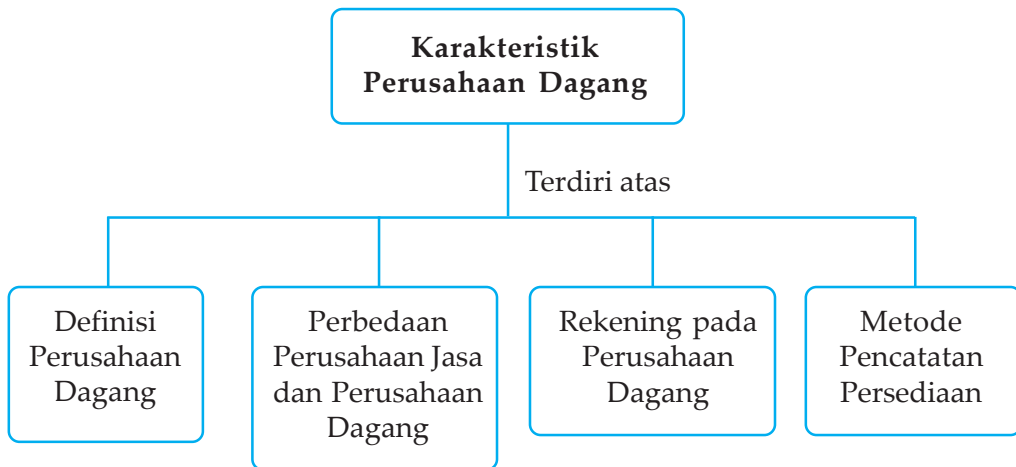 Karakteristik
Perusahaan Dagang
Terdiri atas
Definisi
Perusahaan
Dagang
Perbedaan
Perusahaan Jasa
dan Perusahaan
Dagang
Rekening pada
Perusahaan
Dagang
Metode
Pencatatan
Persediaan